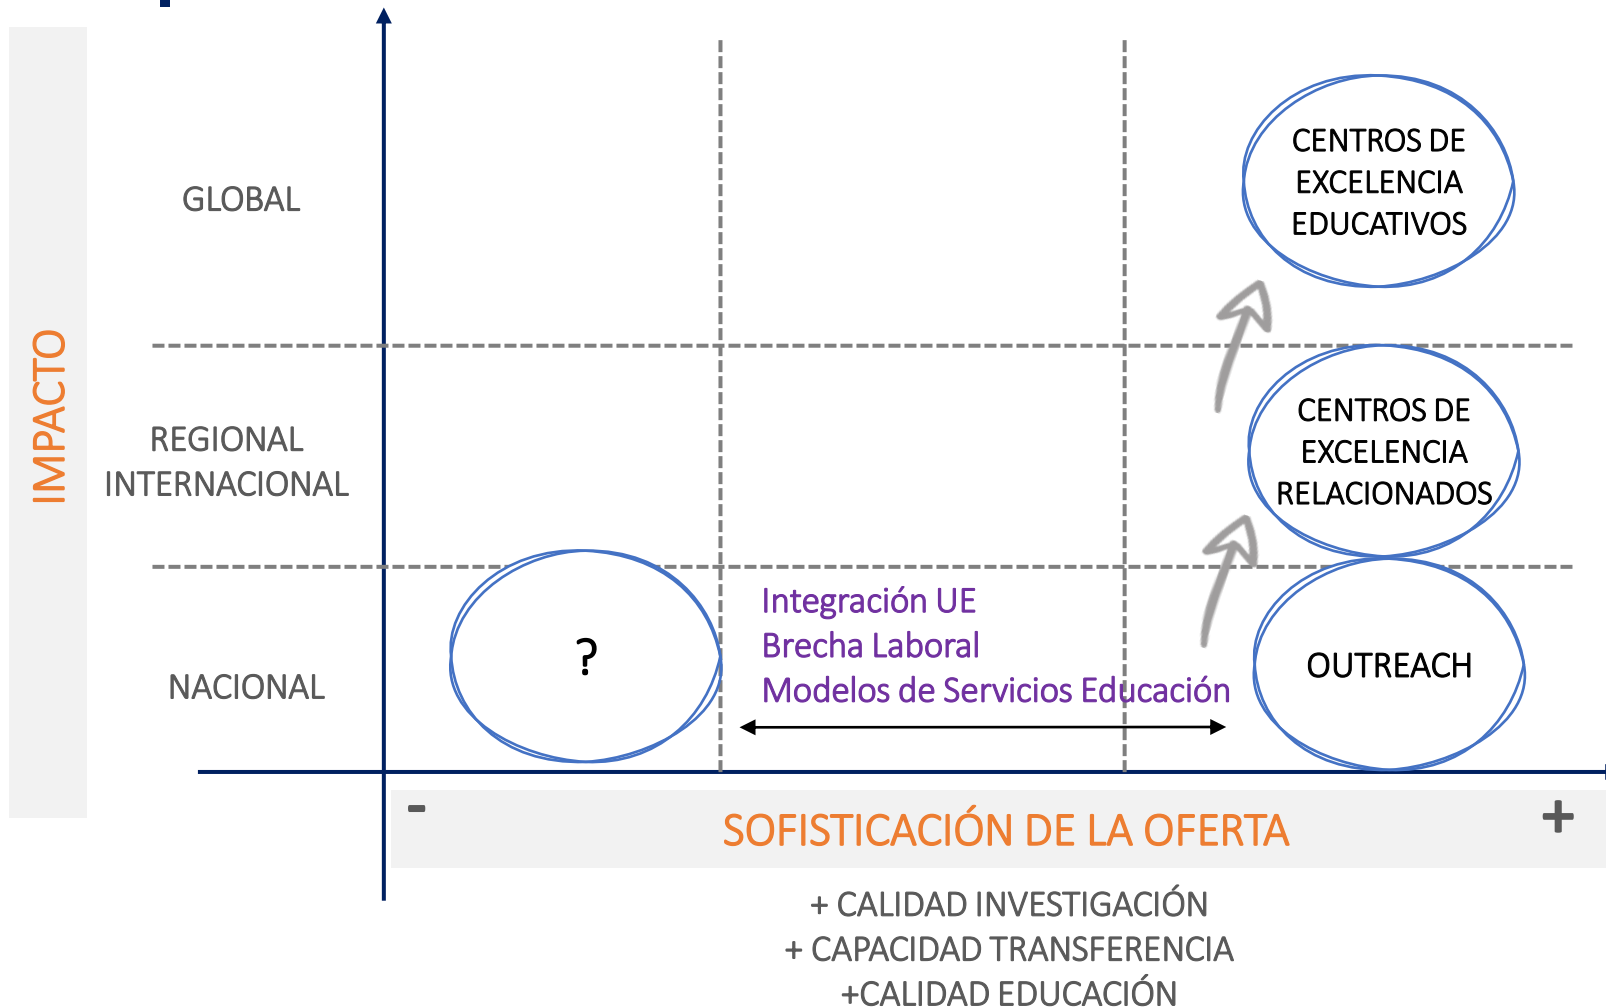 GLOBAL
CENTROS DE
EXCELENCIA
EDUCATIVOS
IMPACTO
REGIONAL
INTERNACIONAL
CENTROS DE
EXCELENCIA
RELACIONADOS
NACIONAL
?
Integración UE
Brecha Laboral
Modelos de Servicios Educación
OUTREACH
-
SOFISTICACIÓN DE LA OFERTA
+
+ CALIDAD INVESTIGACIÓN
+ CAPACIDAD TRANSFERENCIA
+CALIDAD EDUCACIÓN